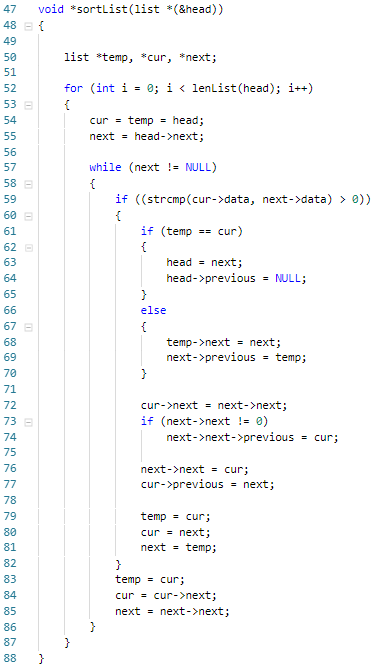 47 void *sortList(list *(&head))
48 {
49
50     list *temp, *cur, *next;
51
52     for (int i = 0; i < lenList(head); i++)
53     {
54         cur = temp = head;
55         next = head->next;
56
57         while (next != NULL)
58         {
59             if ((strcmp(cur->data, next->data) > 0))
60             {
61                 if (temp == cur)
62                 {
63                     head = next;
64                     head->previous = NULL;
65                 }
66                 else
67                 {
68                     temp->next = next;
69                     next->previous = temp;
70                 }
71
72                 cur->next = next->next;
73                 if (next->next != 0)
74                     next->next->previous = cur;
75
76                 next->next = cur;
77                 cur->previous = next;
78
79                 temp = cur;
80                 cur = next;
81                 next = temp;
82             }
83             temp = cur;
84             cur = cur->next;
85             next = next->next;
86         }
87     }
88 }